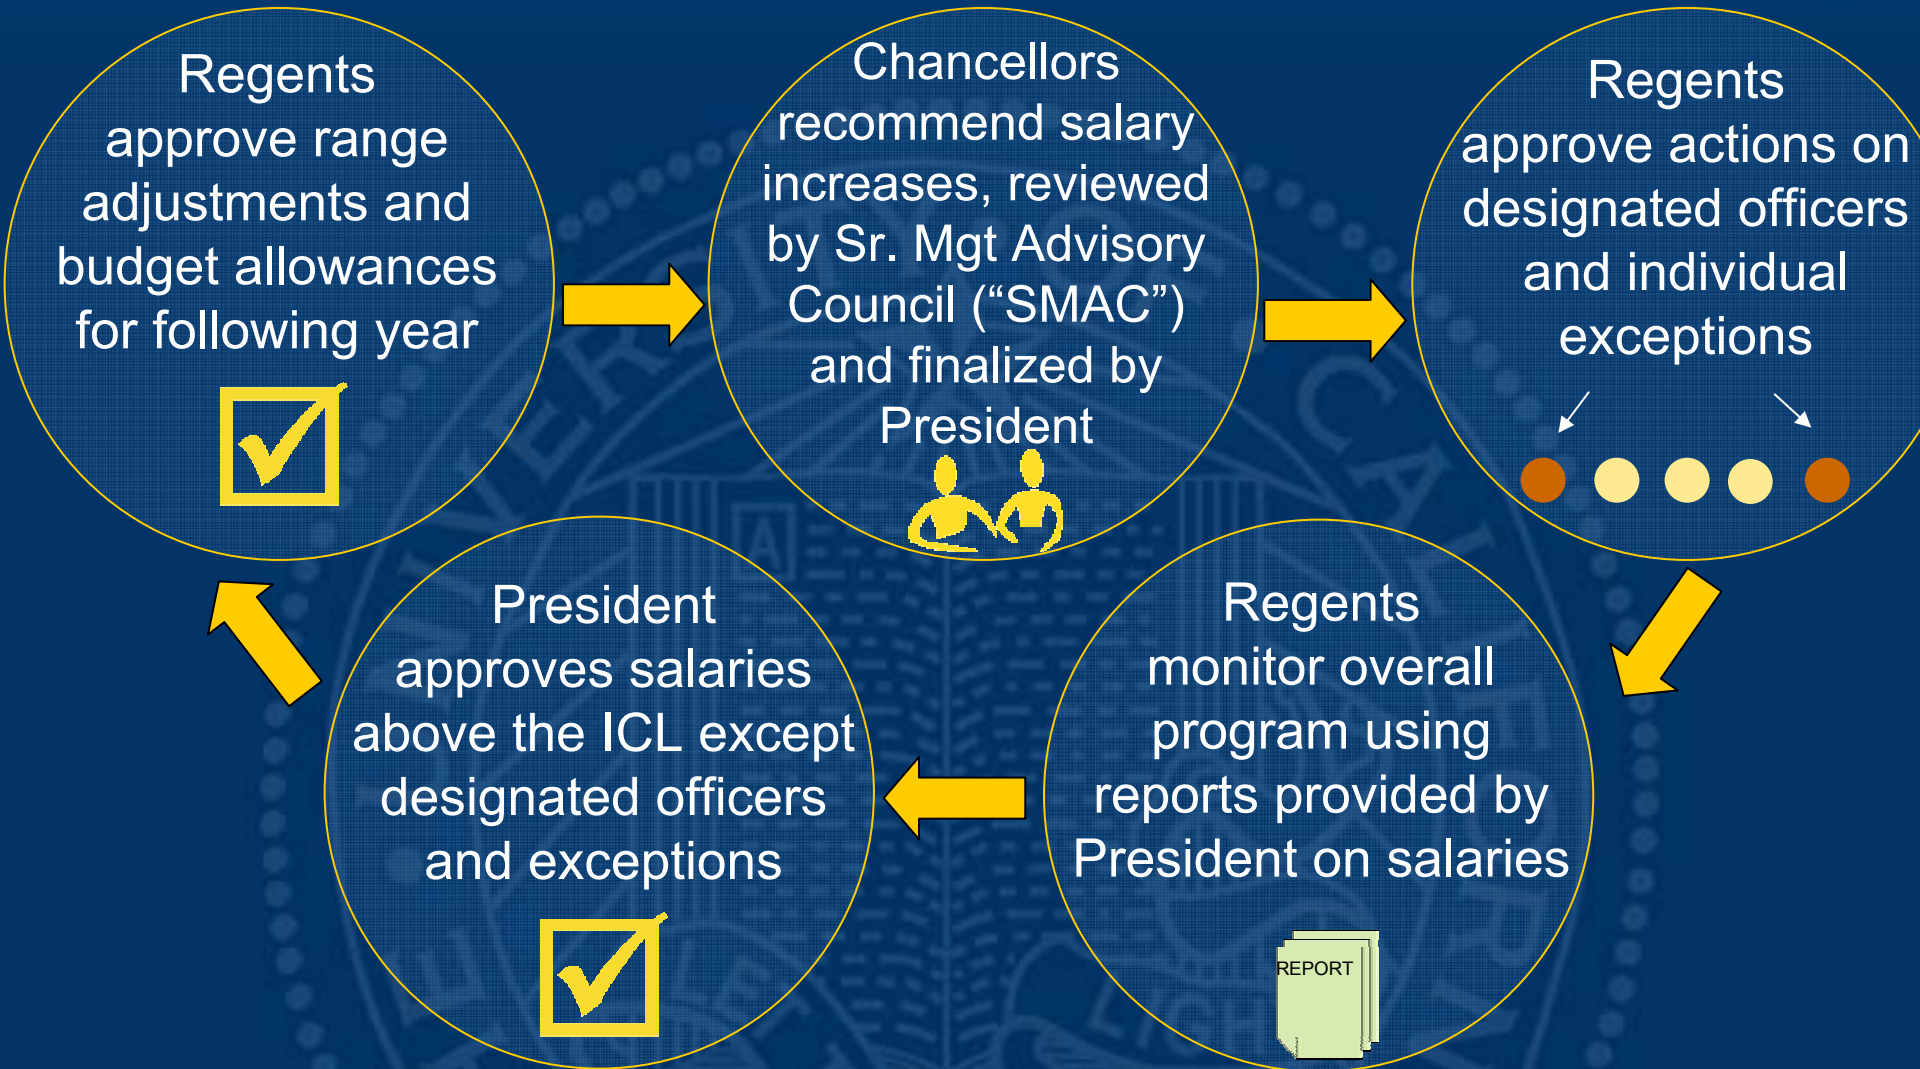 Regents
approve range
adjustments and
budget allowances
for following year
Chancellors
recommend salary
increases, reviewed
by Sr. Mgt Advisory
Council (“SMAC”)
and finalized by
President
Regents
approve actions on
designated officers
and individual
exceptions
Regents
monitor overall
program using
reports provided by
President on salaries
REPORT
President
approves salaries
above the ICL except
designated officers
and exceptions
A
LIGH